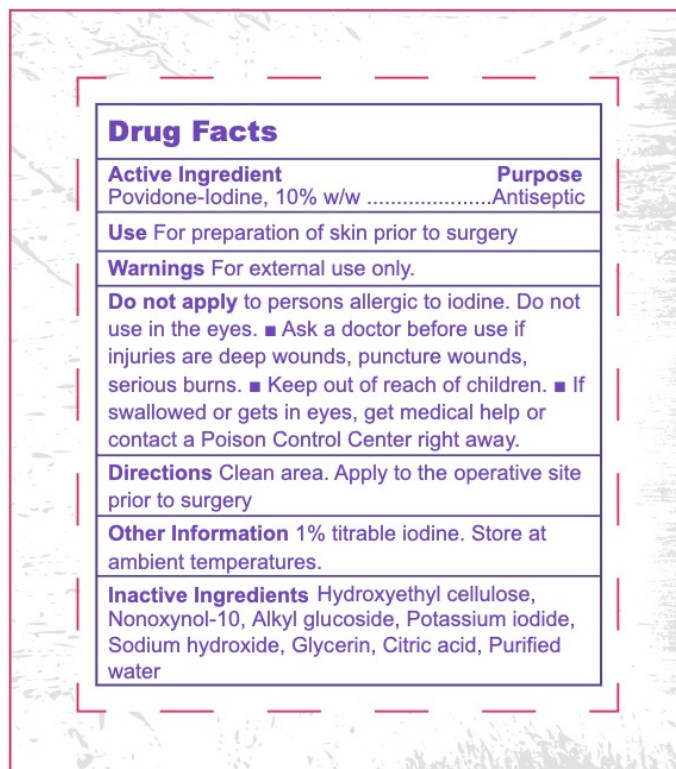 Drug Facts
Active Ingredient Purpose
Povidone-Iodine, 10% w/w .....................Antiseptic
Use For preparation of skin prior to surgery
Warnings For external use only.
Do not apply to persons allergic to iodine. Do not
use in the eyes. ■ Ask a doctor before use if
injuries are deep wounds, puncture wounds,
serious burns. ■ Keep out of reach of children. ■ If
swallowed or gets in eyes, get medical help or
contact a Poison Control Center right away.
Directions Clean area. Apply to the operative site
prior to surgery
Other Information 1% titrable iodine. Store at
ambient temperatures.
Inactive Ingredients Hydroxyethyl cellulose,
Nonoxynol-10, Alkyl glucoside, Potassium iodide,
Sodium hydroxide, Glycerin, Citric acid, Purified
water